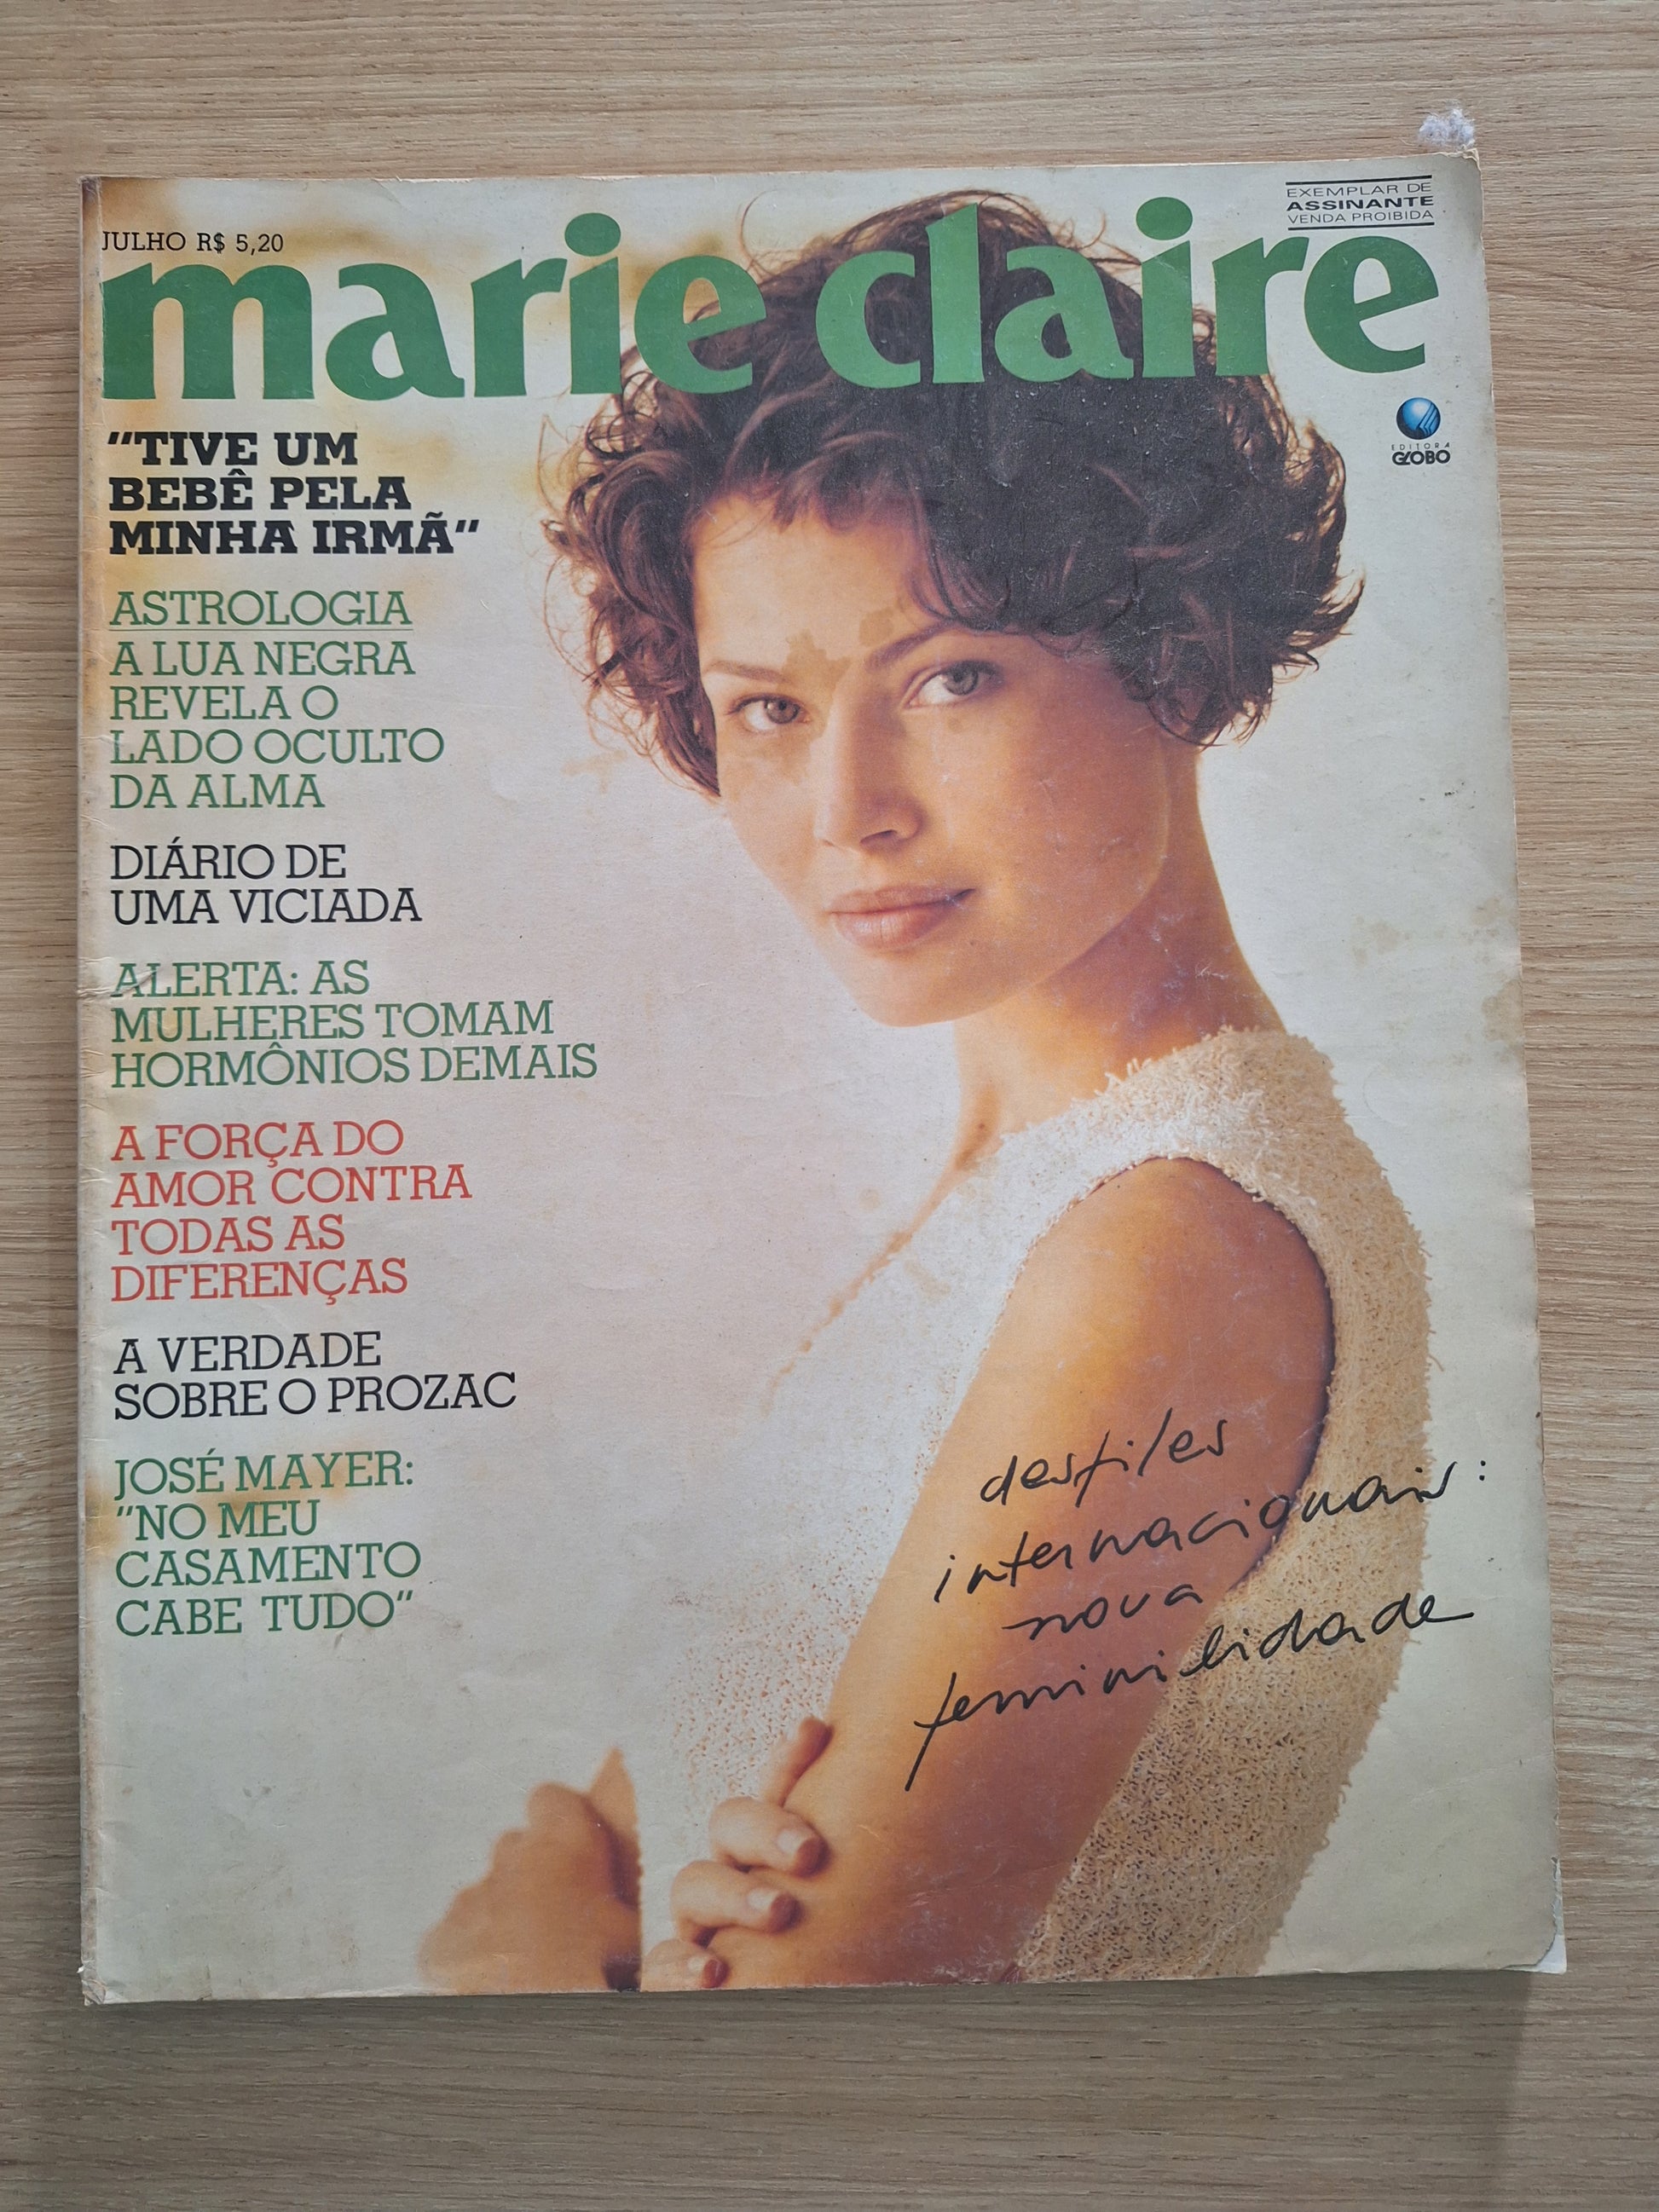 EXEMPLAR DE
ASSINANTE
VENDA PROIBIDA
JULHO R$ 5,20
marie claire
EDITORA
GLOBO
"TIVE UM
BEBÊ PELA
MINHA IRMÃ"
ASTROLOGIA
A LUA NEGRA
REVELA O
LADO OCULTO
DA ALMA
DIÁRIO DE
UMA VICIADA
ALERTA: AS
MULHERES TOMAM
HORMÔNIOS DEMAIS
A FORÇA DO
AMOR CONTRA
TODAS AS
DIFERENÇAS
A VERDADE
SOBRE O PROZAC
JOSÉ MAYER:
"NO MEU
CASAMENTO
CABE TUDO"
desfiles
internacionais:
nova
feminilidade